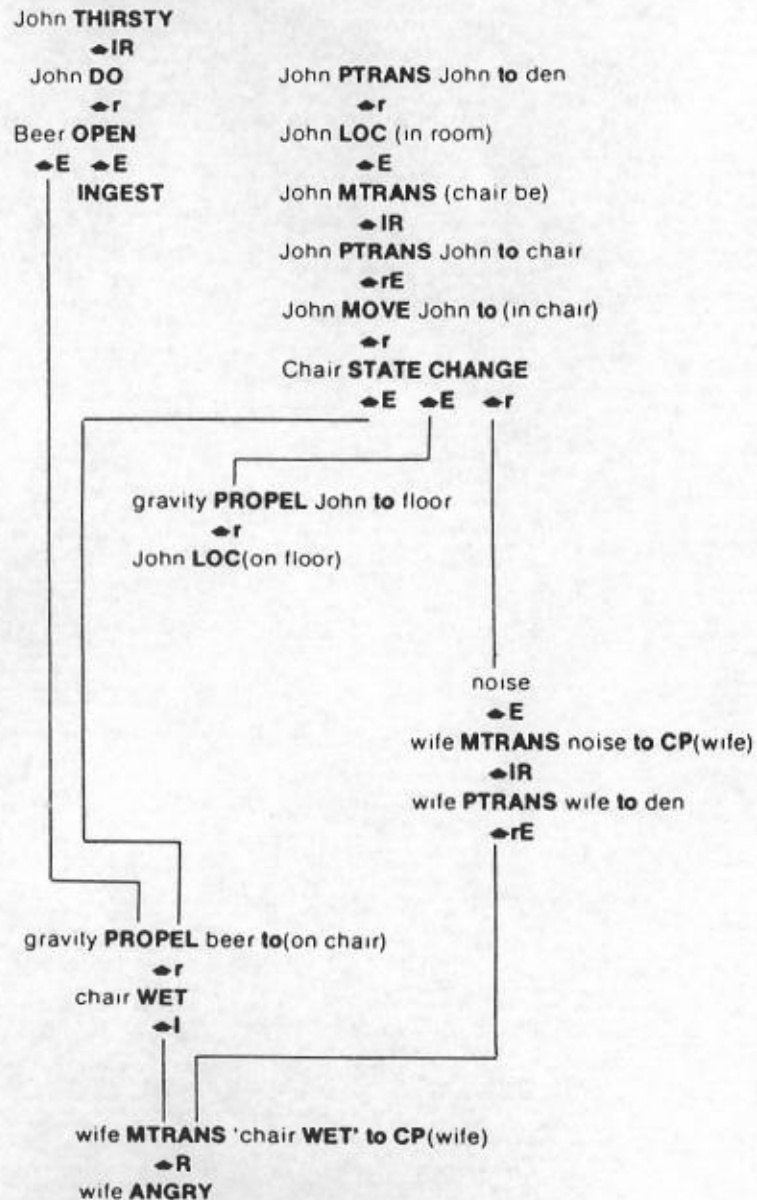 John THIRSTY
IR
John DO
r
Beer OPEN
E E
INGEST
John PTRANS John to den
r
John LOC (in room)
E
John MTRANS (chair be)
IR
John PTRANS John to chair
rE
John MOVE John to (in chair)
r
Chair STATE CHANGE
E E r
gravity PROPEL John to floor
r
John LOC(on floor)
noise
E
wife MTRANS noise to CP(wife)
IR
wife PTRANS wife to den
rE
gravity PROPEL beer to(on chair)
r
chair WET
I
wife MTRANS 'chair WET' to CP(wife)
R
wife ANGRY